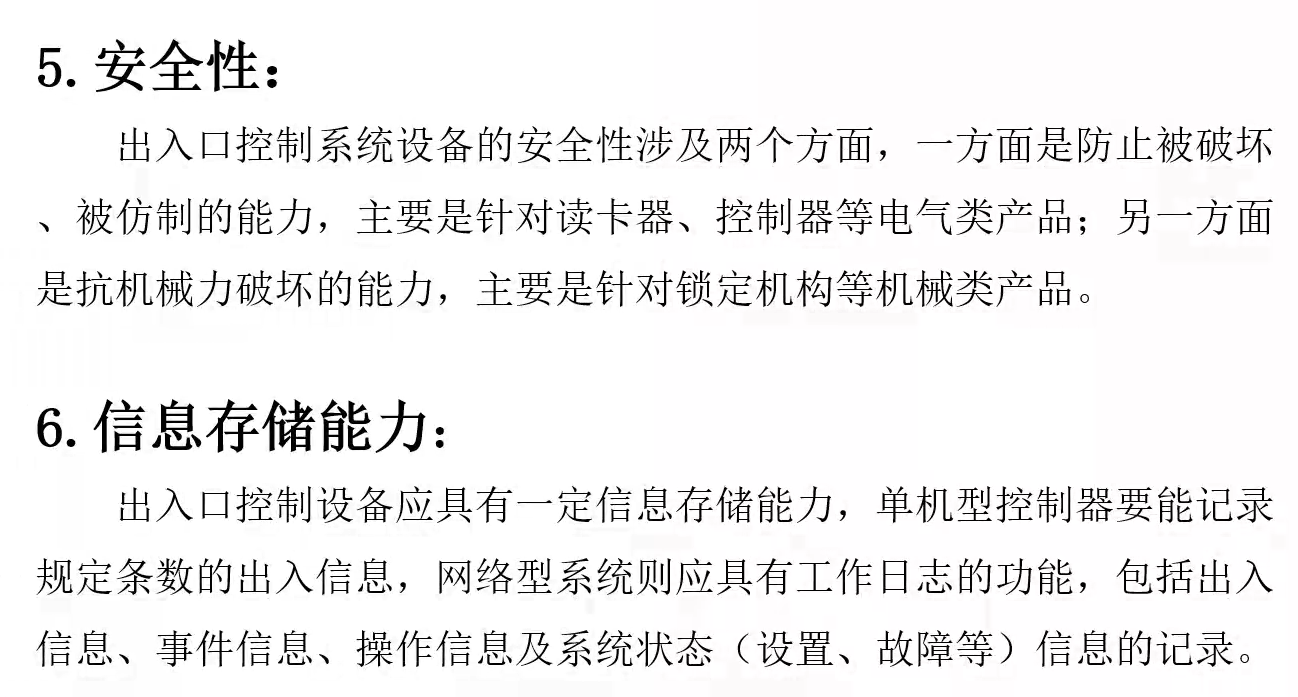 5. 安全性：
出入口控制系统设备的安全性涉及两个方面，一方面是防止被破坏
、被仿制的能力，主要是针对读卡器、控制器等电气类产品；另一方面
是抗机械力破坏的能力，主要是针对锁定机构等机械类产品。
6. 信息存储能力：
出入口控制设备应具有一定信息存储能力，单机型控制器要能记录
规定条数的出入信息，网络型系统则应具有工作日志的功能，包括出入
信息、事件信息、操作信息及系统状态（设置、故障等）信息的记录。